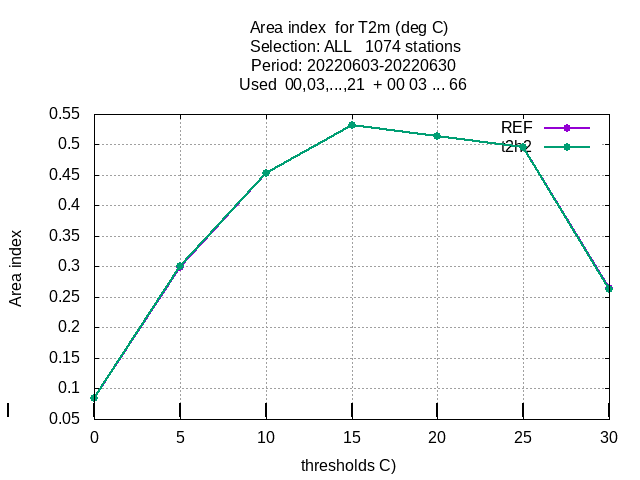 Area index  for T2m (deg C)
Selection: ALL   1074 stations
Period: 20220603-20220630
Used  00,03,...,21  + 00 03 ... 66
REF
t2h2
0.55
0.5
0.45
0.4
0.35
0.3
0.25
0.2
0.15
0.1
0.05
Area index
0 5 10 15 20 25 30
thresholds C)